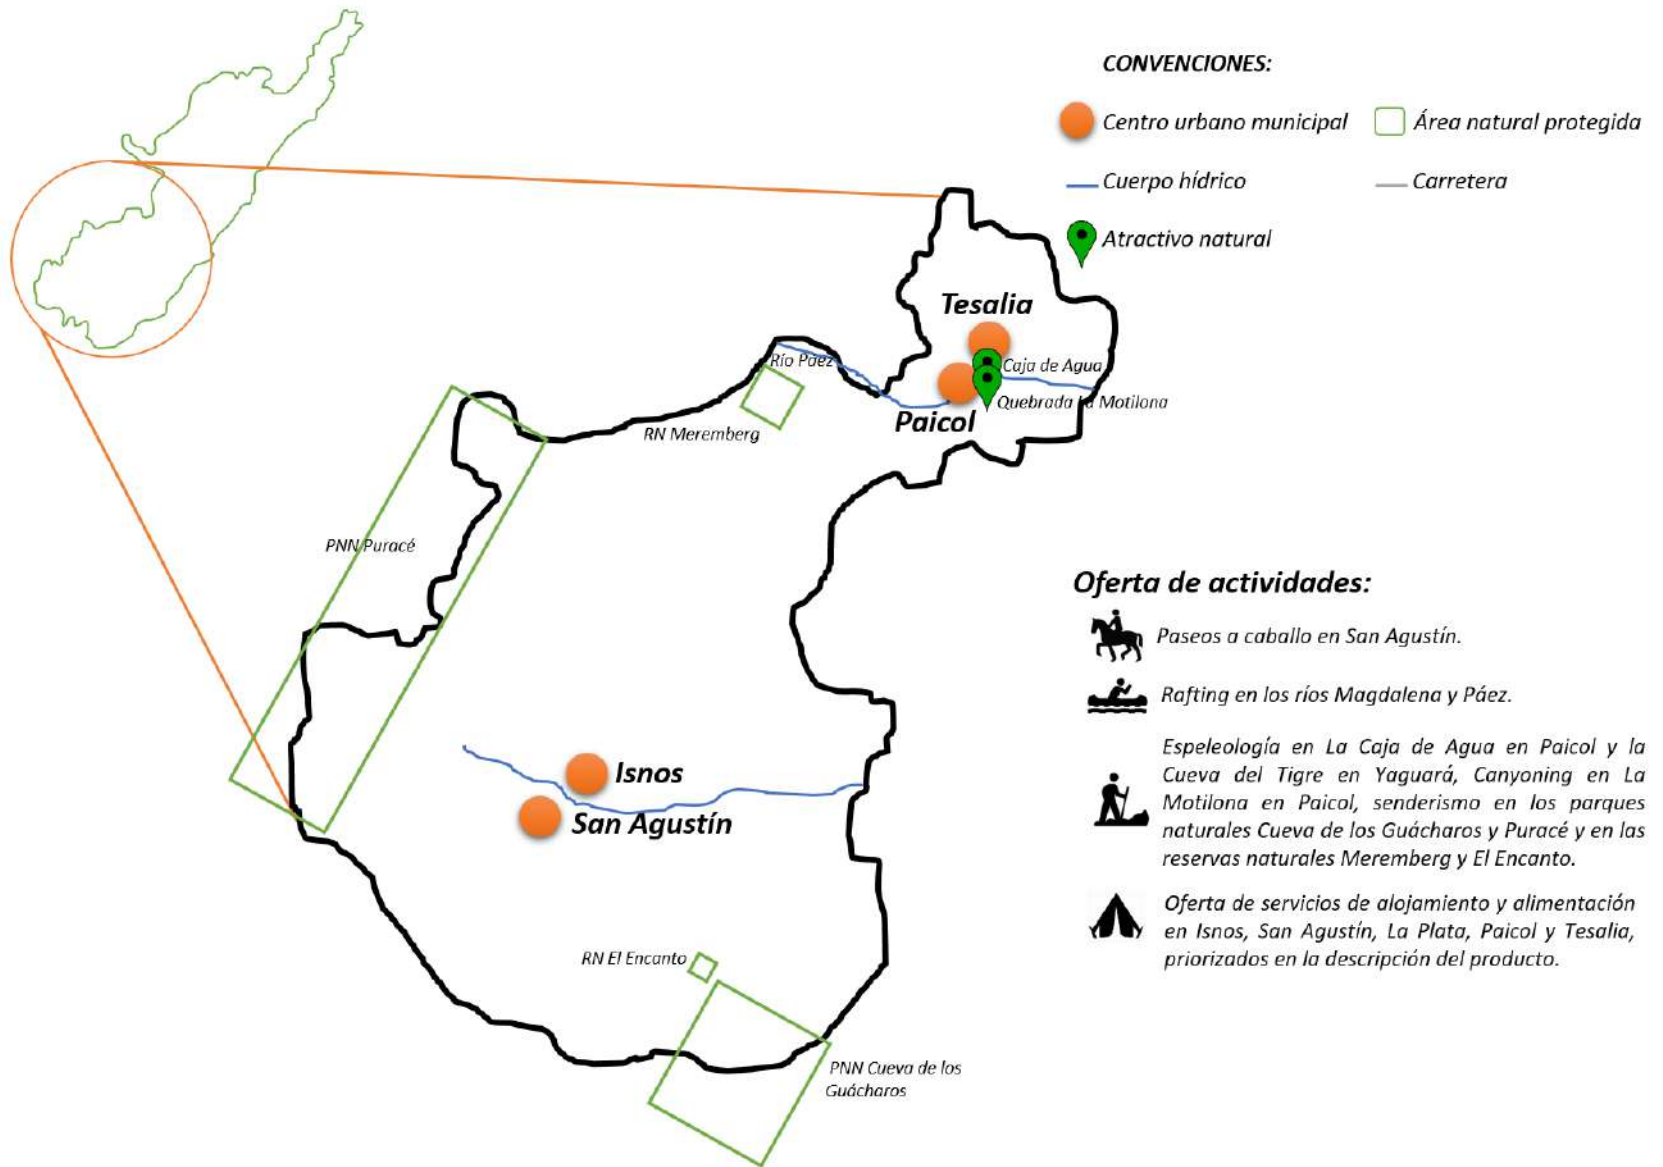 CONVENCIONES:
Centro urbano municipal
Área natural protegida
Cuerpo hídrico
Carretera
Atractivo natural
Tesalia
Río Páez
Caja de Agua
Quebrada La Motilona
Paicol
RN Meremberg
PNN Puracé
Oferta de actividades:
Paseos a caballo en San Agustín.
Rafting en los ríos Magdalena y Páez.
Espeleología en La Caja de Agua en Paicol y la
Cueva del Tigre en Yaguará, Canyoning en La
Motilona en Paicol, senderismo en los parques
naturales Cueva de los Guácharos y Puracé y en las
reservas naturales Meremberg y El Encanto.
Isnos
San Agustín
Oferta de servicios de alojamiento y alimentación
en Isnos, San Agustín, La Plata, Paicol y Tesalia,
priorizados en la descripción del producto.
RN El Encanto
PNN Cueva de los
Guácharos